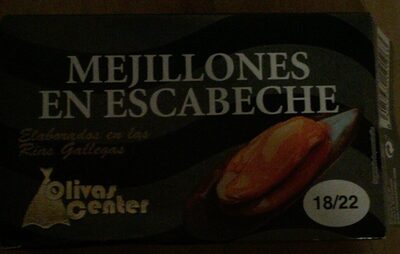 MEJILLONES
EN ESCABECHE
Elaborados en las
Rías Gallegas
Olivas
Center
18/22